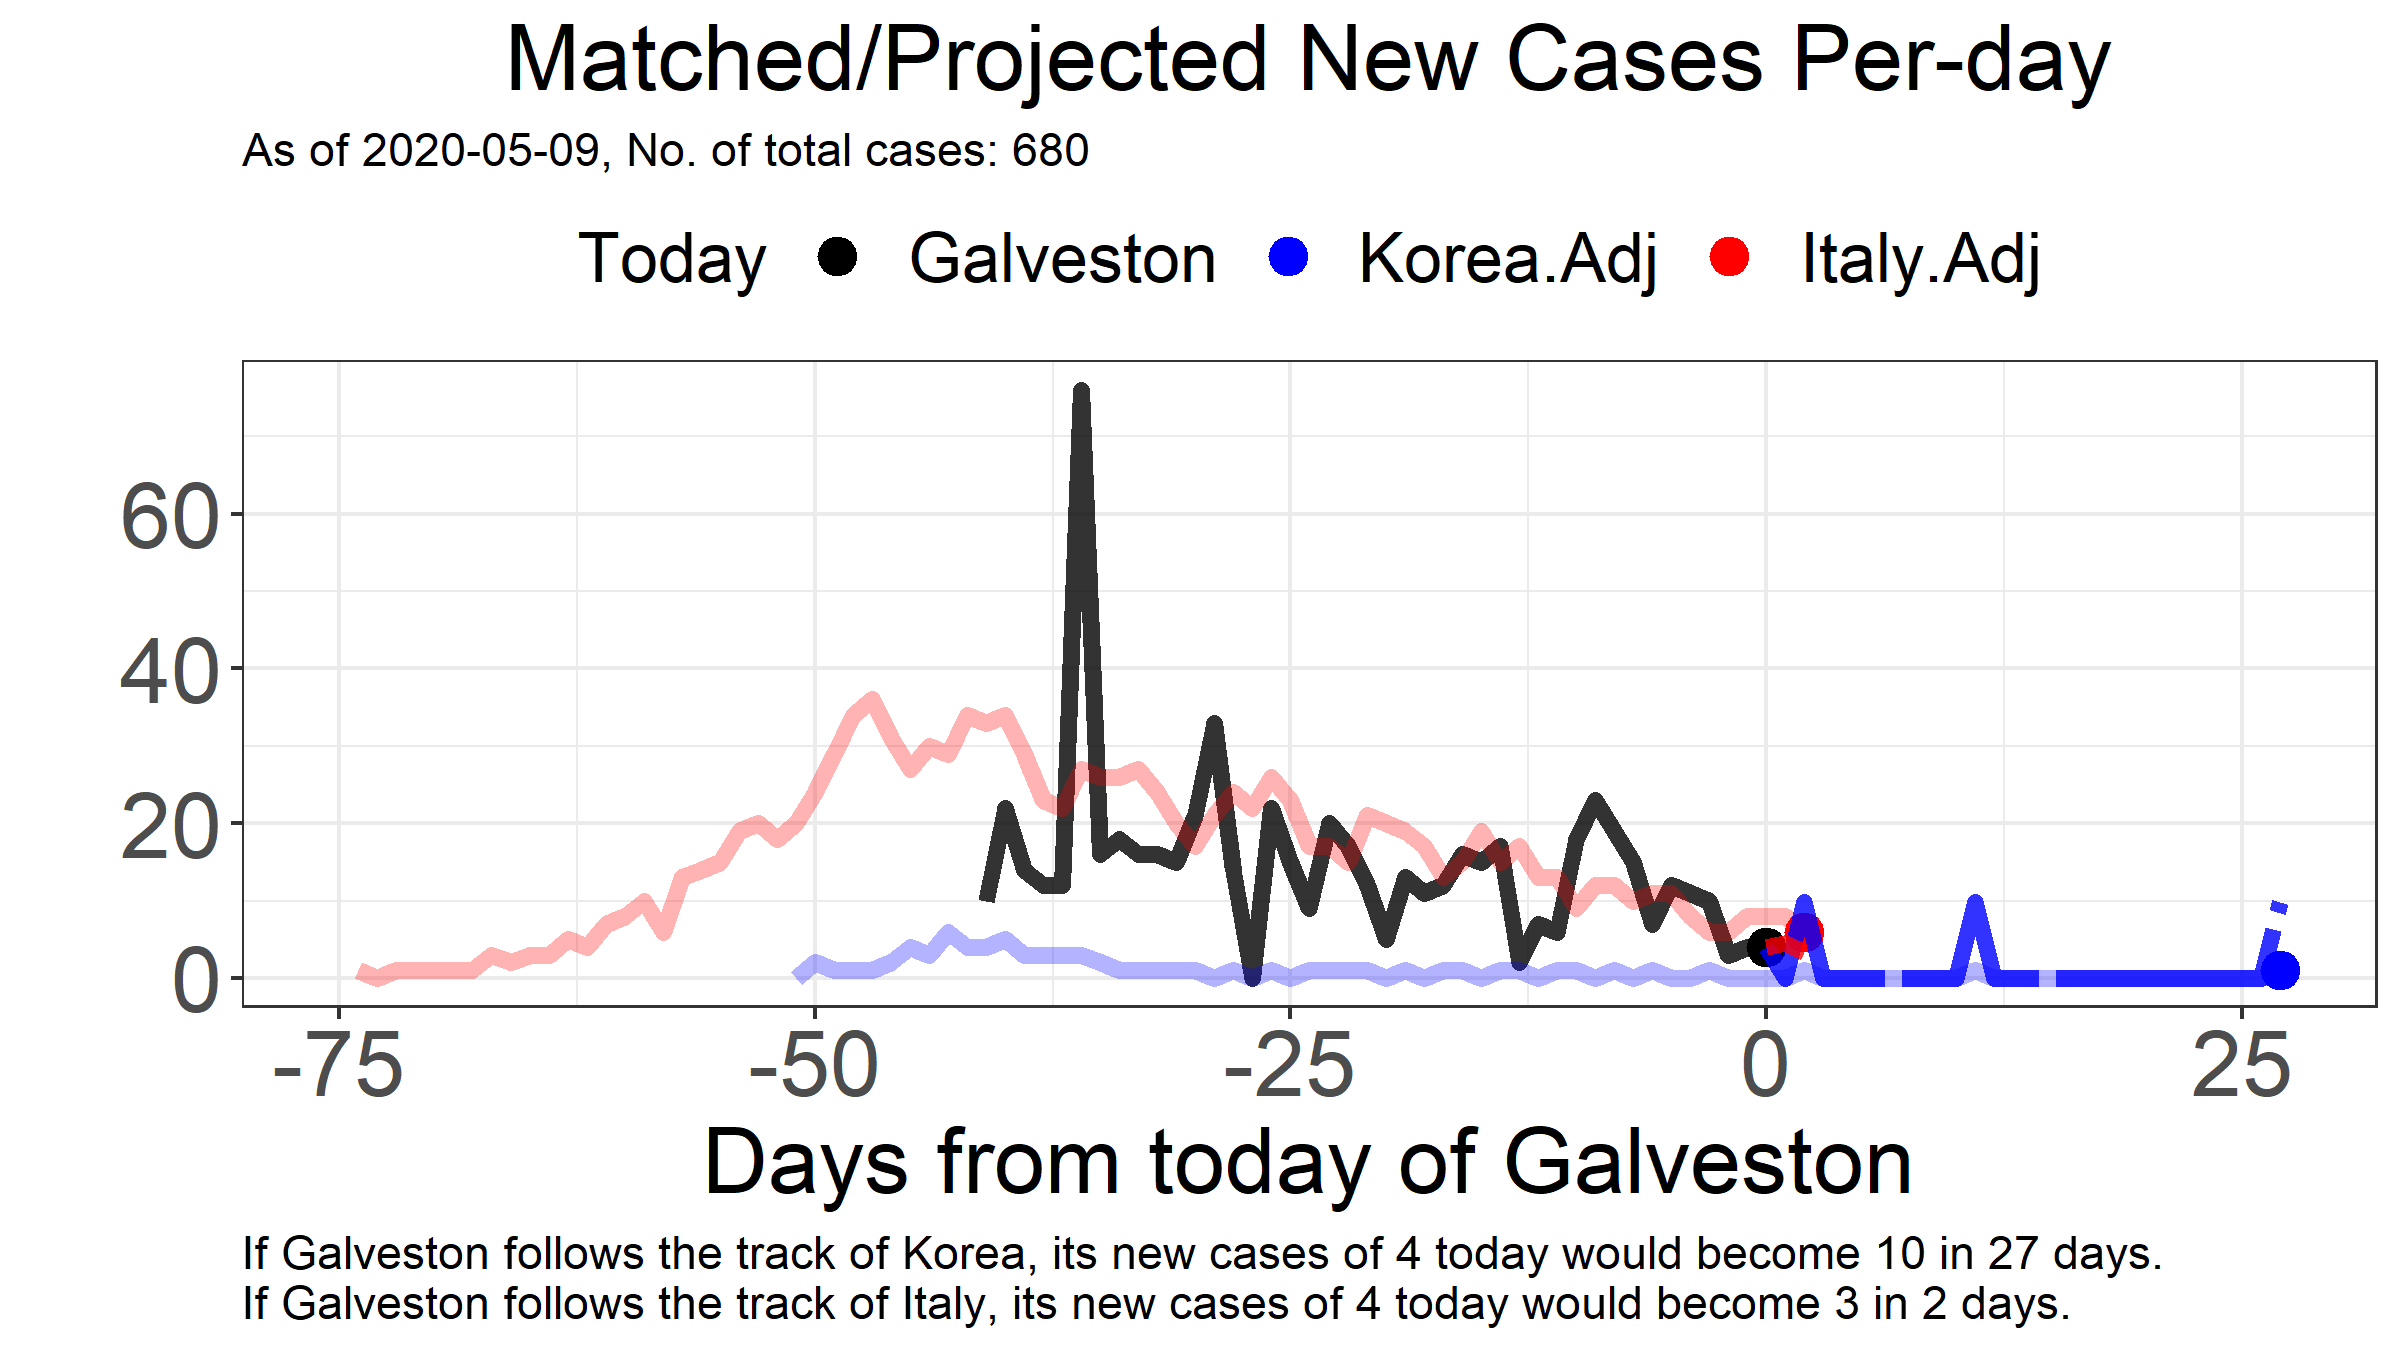 Matched/Projected New Cases Per-day
As of 2020-05-09, No. of total cases: 680
Today Galveston Korea.Adj Italy.Adj
60
40
20
0
-75 -50 -25 0 25
Days from today of Galveston
If Galveston follows the track of Korea, its new cases of 4 today would become 10 in 27 days.
If Galveston follows the track of Italy, its new cases of 4 today would become 3 in 2 days.